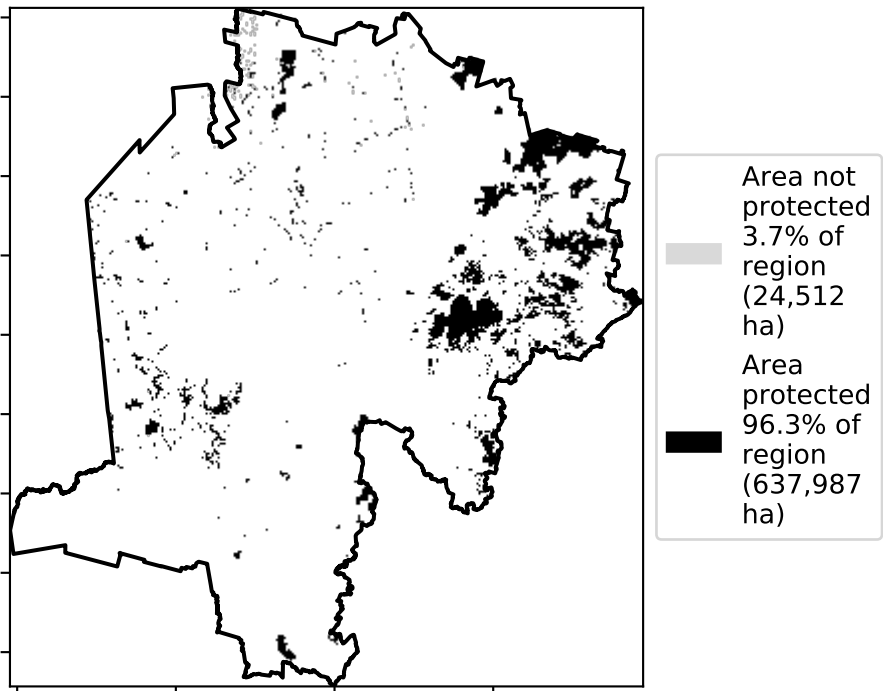 Area not
protected
3.7% of
region
(24,512
ha)
Area
protected
96.3% of
region
(637,987
ha)